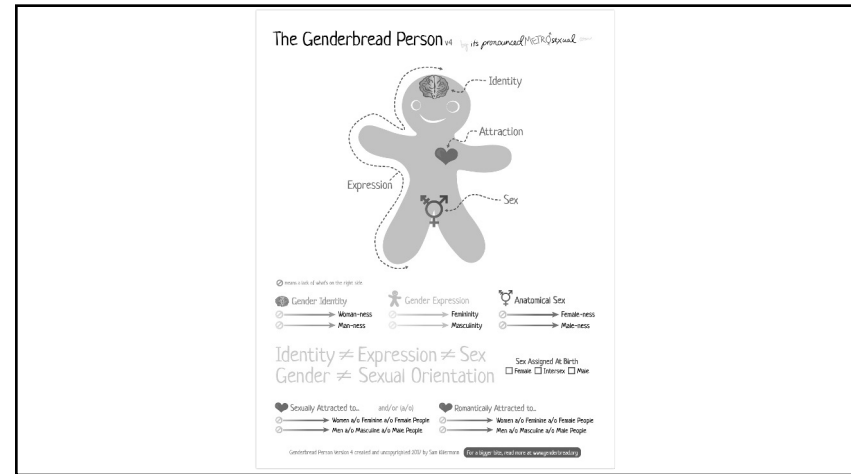 The Genderbread Person v4 by its pronounced METROsexual
Identity
Attraction
Expression
Sex
means a lack of what's on the right side
Gender Identity
Woman-ness
Man-ness
Gender Expression
Femininity
Masculinity
Anatomical Sex
Female-ness
Male-ness
Identity ≠ Expression ≠ Sex
Gender ≠ Sexual Orientation
Sex Assigned At Birth
Female Intersex Male
Sexually Attracted to... and/or (a/o)
Women a/o Feminine a/o Female People
Men a/o Masculine a/o Male People
Romantically Attracted to...
Women a/o Feminine a/o Female People
Men a/o Masculine a/o Male People
Genderbread Person Version 4 created and uncopyrighted 2017 by Sam Killermann
For a bigger bite, read more at www.genderbread.org